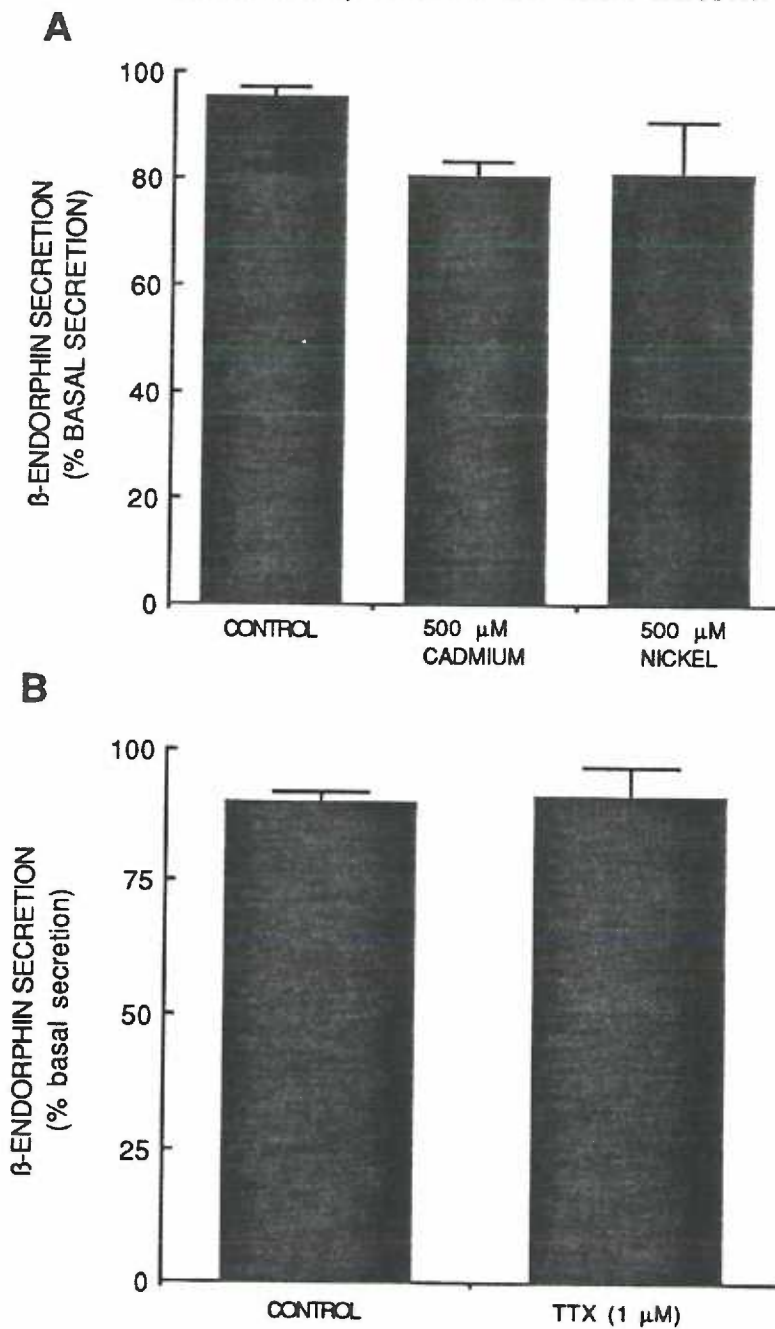 A
100
80
60
40
20
0
ß-ENDORPHIN SECRETION
(% BASAL SECRETION)
CONTROL
500 µM
CADMIUM
500 µM
NICKEL
B
100
75
50
25
0
ß-ENDORPHIN SECRETION
(% basal secretion)
CONTROL
TTX (1 µM)